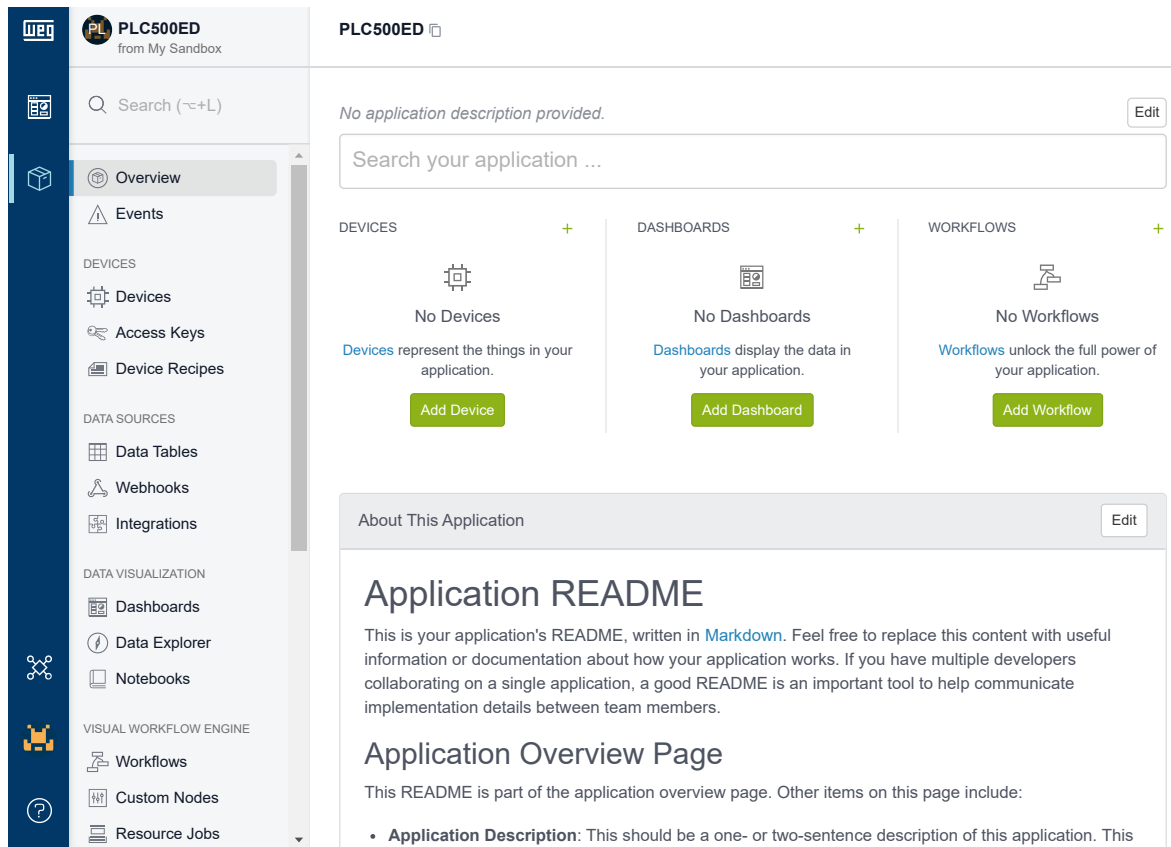 weg
PL
PLC500ED
from My Sandbox
Search (⌥+L)
Overview
Events
DEVICES
Devices
Access Keys
Device Recipes
DATA SOURCES
Data Tables
Webhooks
Integrations
DATA VISUALIZATION
Dashboards
Data Explorer
Notebooks
VISUAL WORKFLOW ENGINE
Workflows
Custom Nodes
Resource Jobs
PLC500ED
No application description provided.
Edit
Search your application ...
DEVICES +
No Devices
Devices represent the things in your
application.
Add Device
DASHBOARDS +
No Dashboards
Dashboards display the data in
your application.
Add Dashboard
WORKFLOWS +
No Workflows
Workflows unlock the full power of
your application.
Add Workflow
About This Application
Edit
Application README
This is your application's README, written in Markdown. Feel free to replace this content with useful
information or documentation about how your application works. If you have multiple developers
collaborating on a single application, a good README is an important tool to help communicate
implementation details between team members.
Application Overview Page
This README is part of the application overview page. Other items on this page include:
• Application Description: This should be a one- or two-sentence description of this application. This